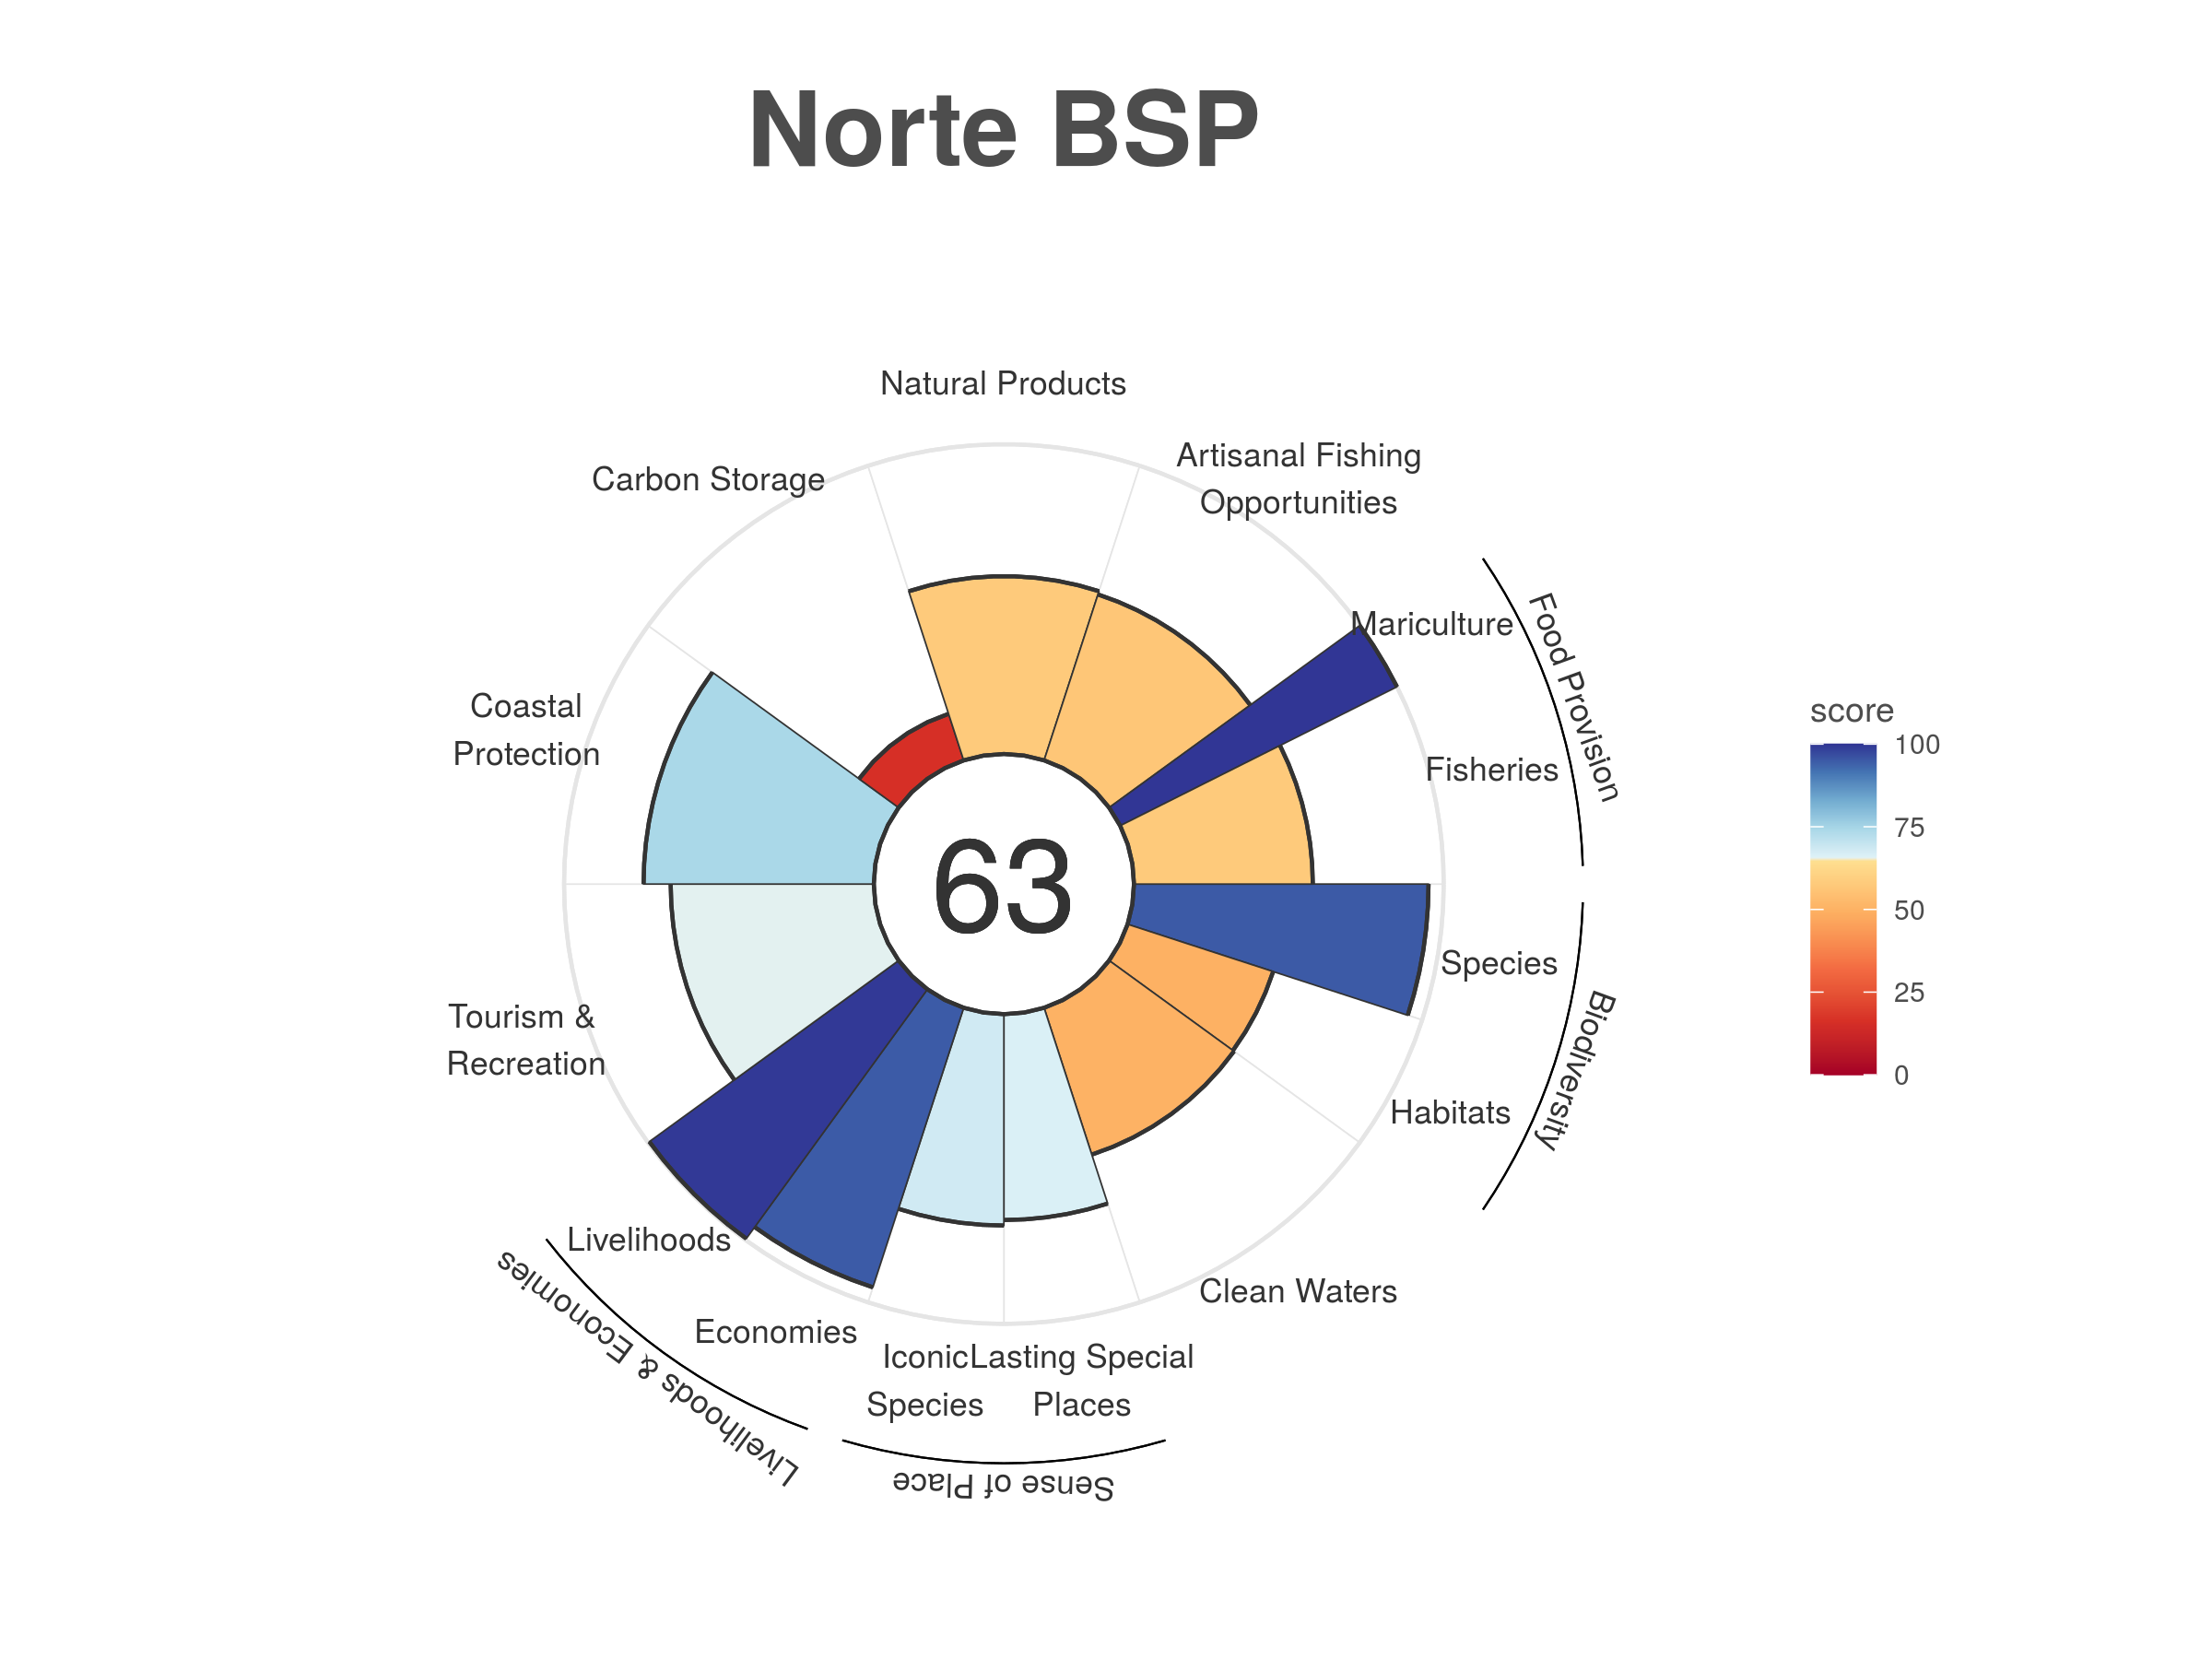 Norte BSP
Natural Products
Artisanal Fishing
Opportunities
Carbon Storage
Mariculture
Food Provision
Fisheries
Coastal
Protection
63
Species
Biodiversity
Habitats
Tourism &
Recreation
Clean Waters
Livelihoods
Economies
Livelihoods & Economies
Iconic
Species
Lasting Special
Places
Sense of Place
score
100
75
50
25
0